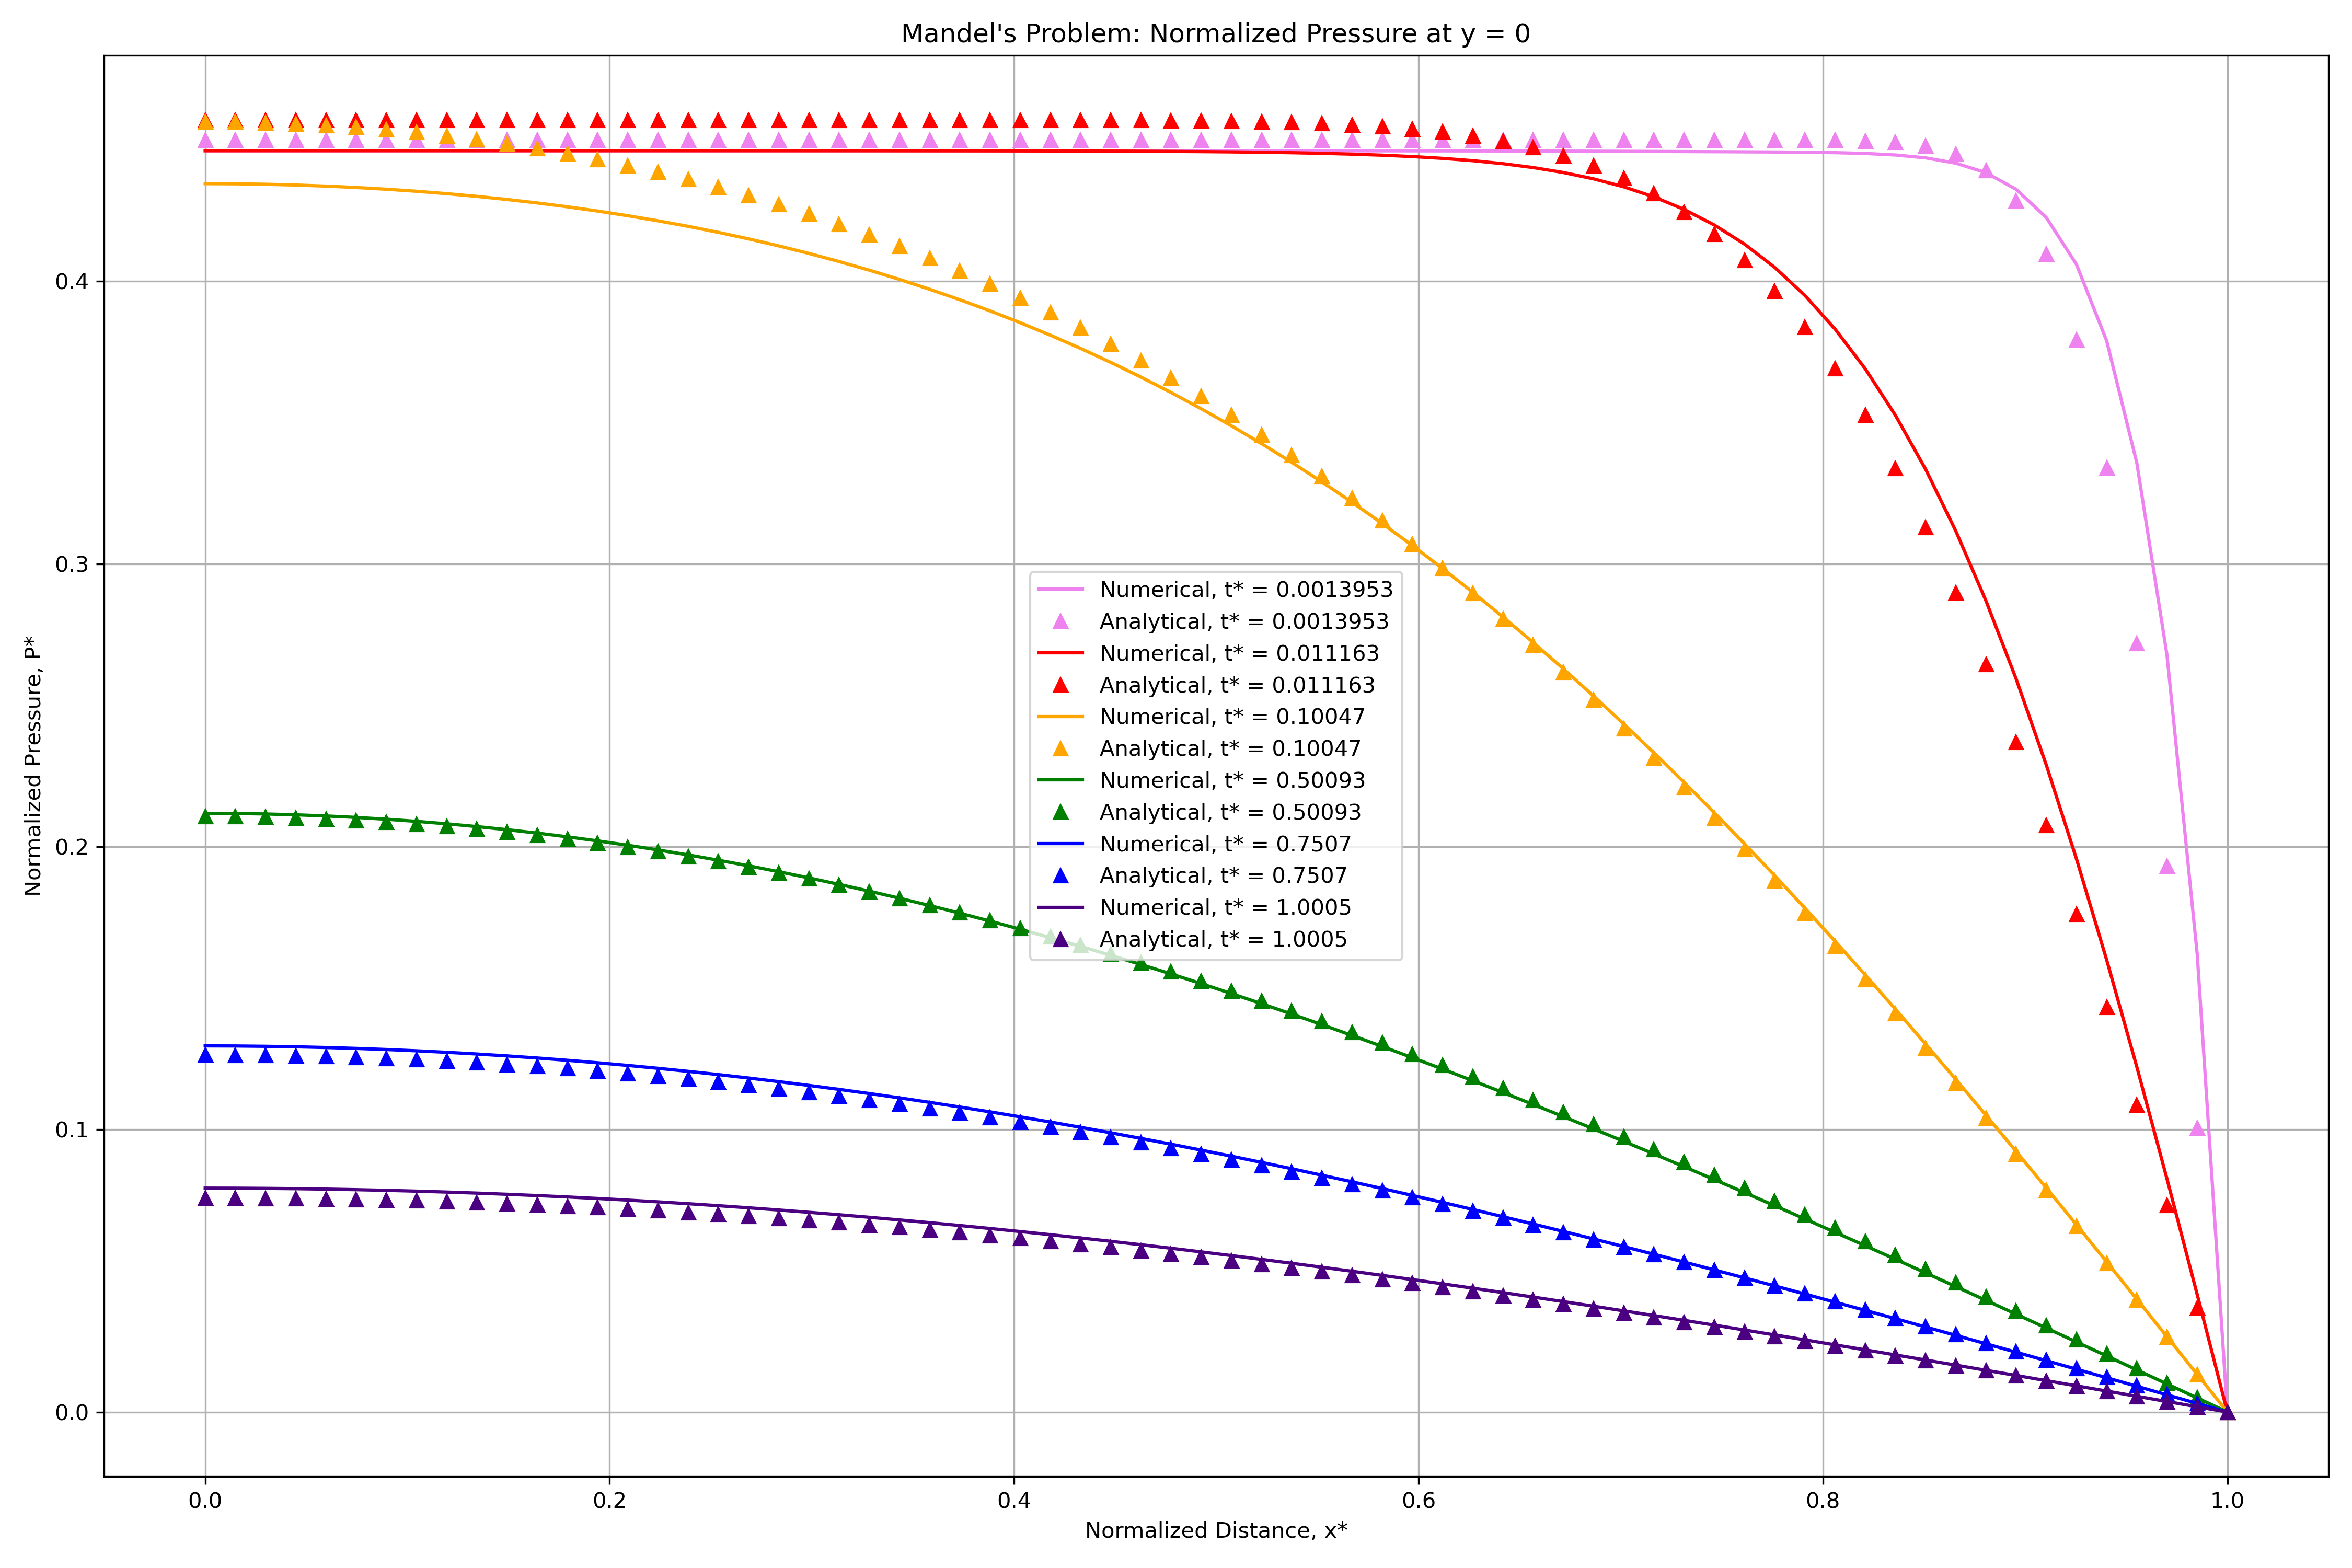 Mandel's Problem: Normalized Pressure at y = 0
Normalized Pressure, P*
0.4
0.3
0.2
0.1
0.0
Numerical, t* = 0.0013953
Analytical, t* = 0.0013953
Numerical, t* = 0.011163
Analytical, t* = 0.011163
Numerical, t* = 0.10047
Analytical, t* = 0.10047
Numerical, t* = 0.50093
Analytical, t* = 0.50093
Numerical, t* = 0.7507
Analytical, t* = 0.7507
Numerical, t* = 1.0005
Analytical, t* = 1.0005
0.0 0.2 0.4 0.6 0.8 1.0
Normalized Distance, x*